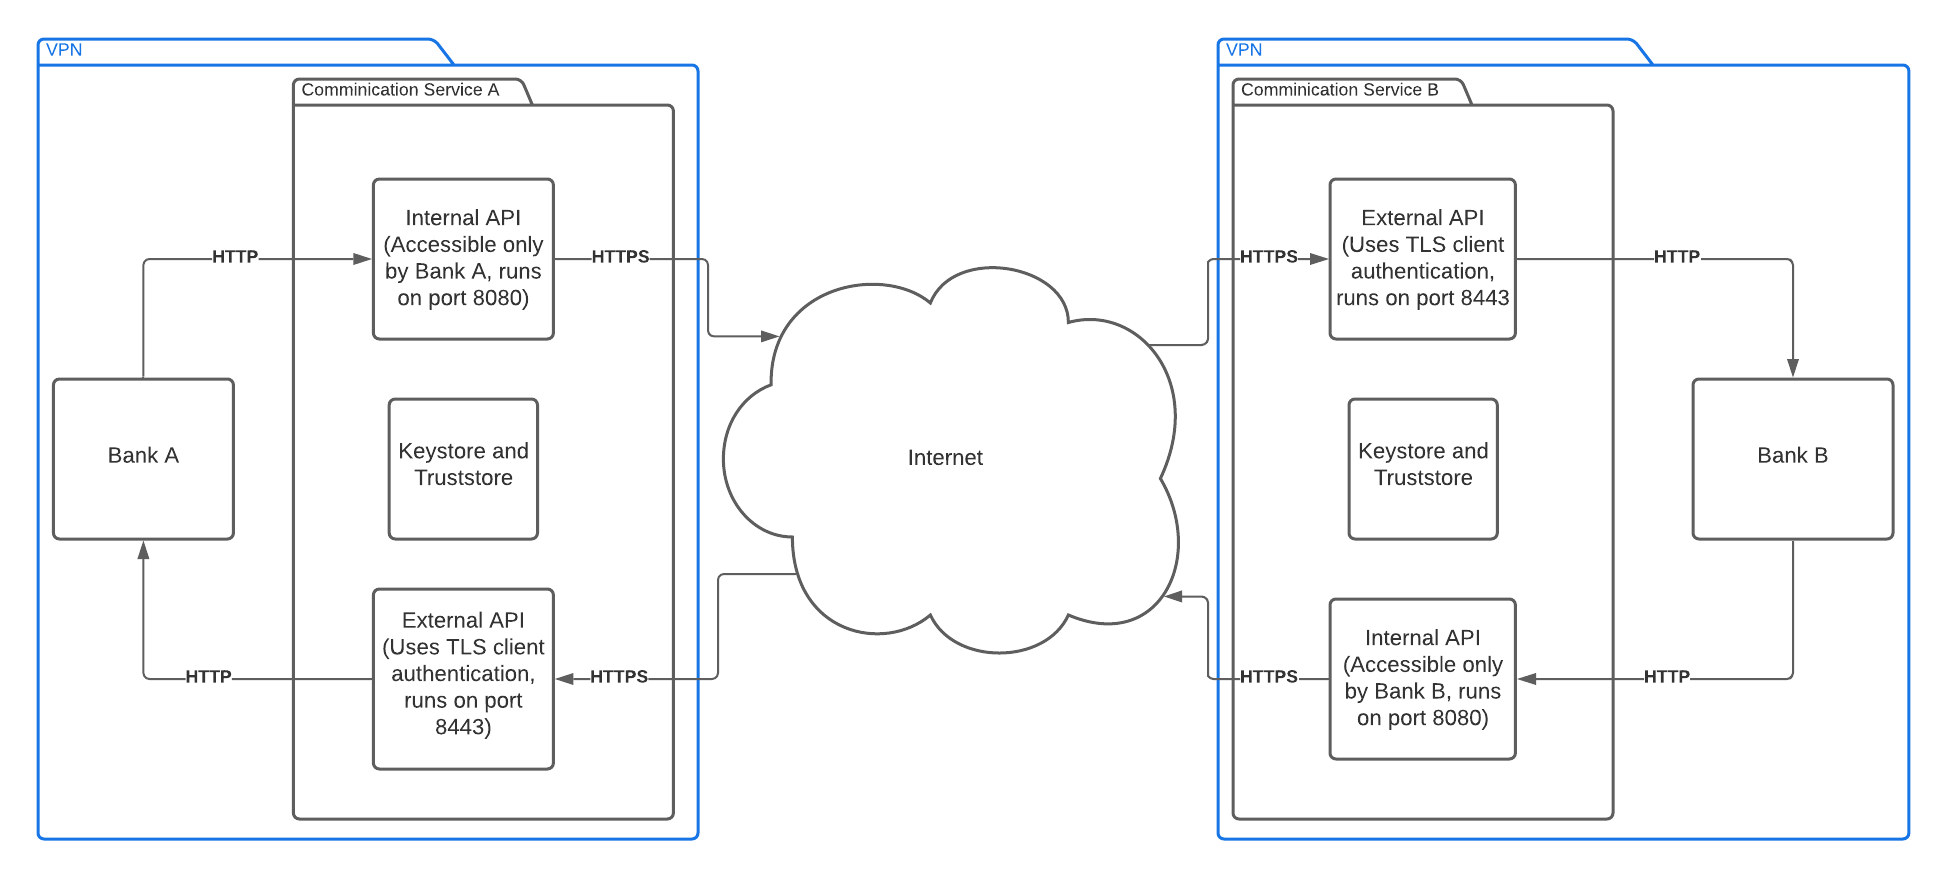 VPN
Comminication Service A
Internal API
(Accessible only
by Bank A, runs
on port 8080)
HTTP
HTTPS
Bank A
Keystore and
Truststore
External API
(Uses TLS client
authentication,
runs on port
8443)
HTTP
HTTPS
Internet
VPN
Comminication Service B
External API
(Uses TLS client
authentication,
runs on port 8443
HTTPS
HTTP
Keystore and
Truststore
Bank B
Internal API
(Accessible only
by Bank B, runs
on port 8080)
HTTPS
HTTP